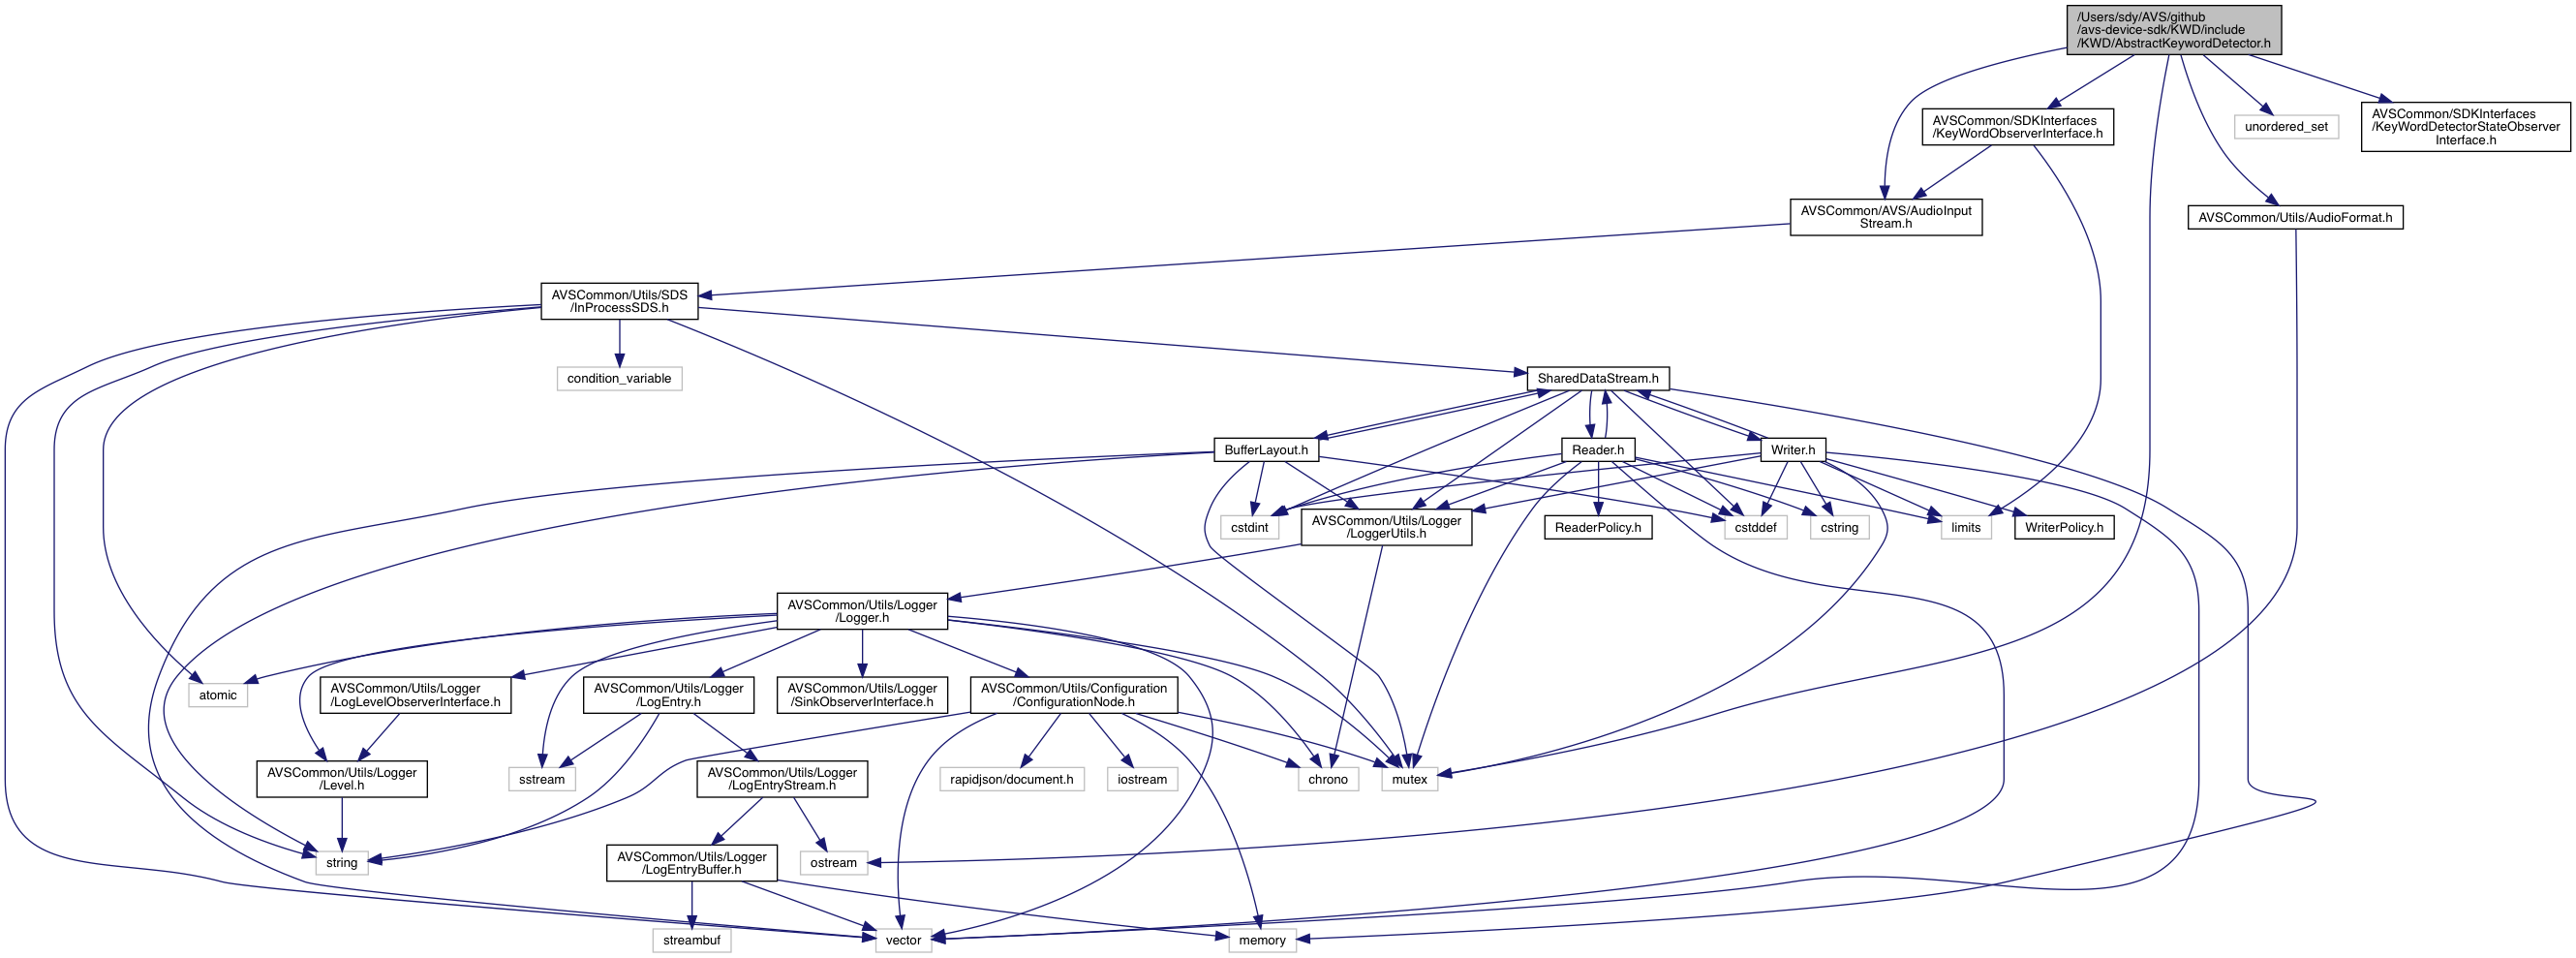 /Users/sdy/AVS/github
/avs-device-sdk/KWD/include
/KWD/AbstractKeywordDetector.h
AVSCommon/SDKInterfaces
/KeyWordObserverInterface.h
unordered_set
AVSCommon/SDKInterfaces
/KeyWordDetectorStateObserver
Interface.h
AVSCommon/AVS/AudioInput
Stream.h
AVSCommon/Utils/AudioFormat.h
AVSCommon/Utils/SDS
/InProcessSDS.h
condition_variable
SharedDataStream.h
BufferLayout.h
Reader.h
Writer.h
cstdint
AVSCommon/Utils/Logger
/LoggerUtils.h
ReaderPolicy.h
cstddef
cstring
limits
WriterPolicy.h
AVSCommon/Utils/Logger
/Logger.h
atomic
AVSCommon/Utils/Logger
/LogLevelObserverInterface.h
AVSCommon/Utils/Logger
/LogEntry.h
AVSCommon/Utils/Logger
/SinkObserverInterface.h
AVSCommon/Utils/Configuration
/ConfigurationNode.h
AVSCommon/Utils/Logger
/Level.h
sstream
AVSCommon/Utils/Logger
/LogEntryStream.h
rapidjson/document.h
iostream
chrono
mutex
string
AVSCommon/Utils/Logger
/LogEntryBuffer.h
ostream
streambuf
vector
memory